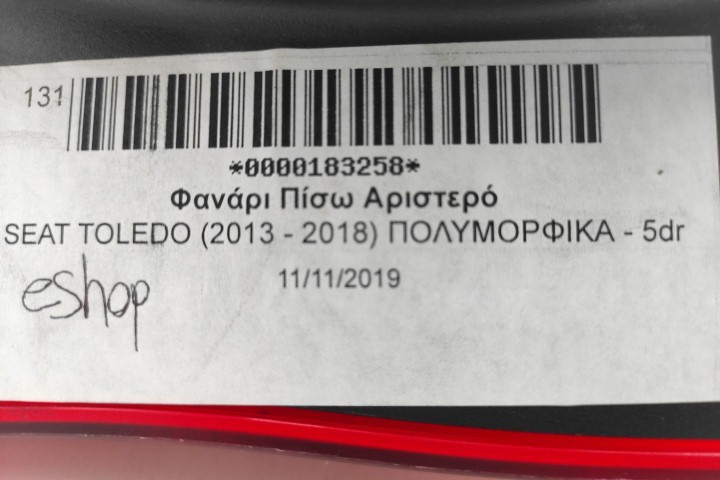 131
*0000183258*
Φανάρι Πίσω Αριστερό
SEAT TOLEDO (2013 - 2018) ΠΟΛΥΜΟΡΦΙΚΑ - 5dr
11/11/2019
eshop